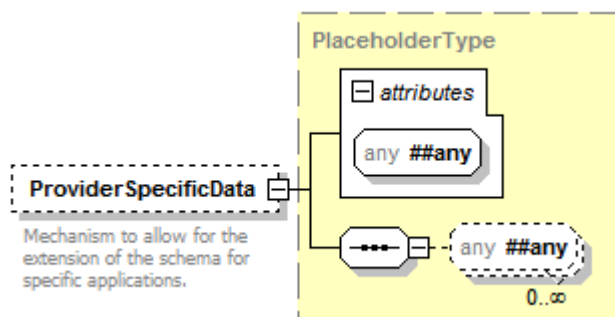 PlaceholderType
attributes
any ##any
ProviderSpecificData
Mechanism to allow for the
extension of the schema for
specific applications.
any ##any
0..∞